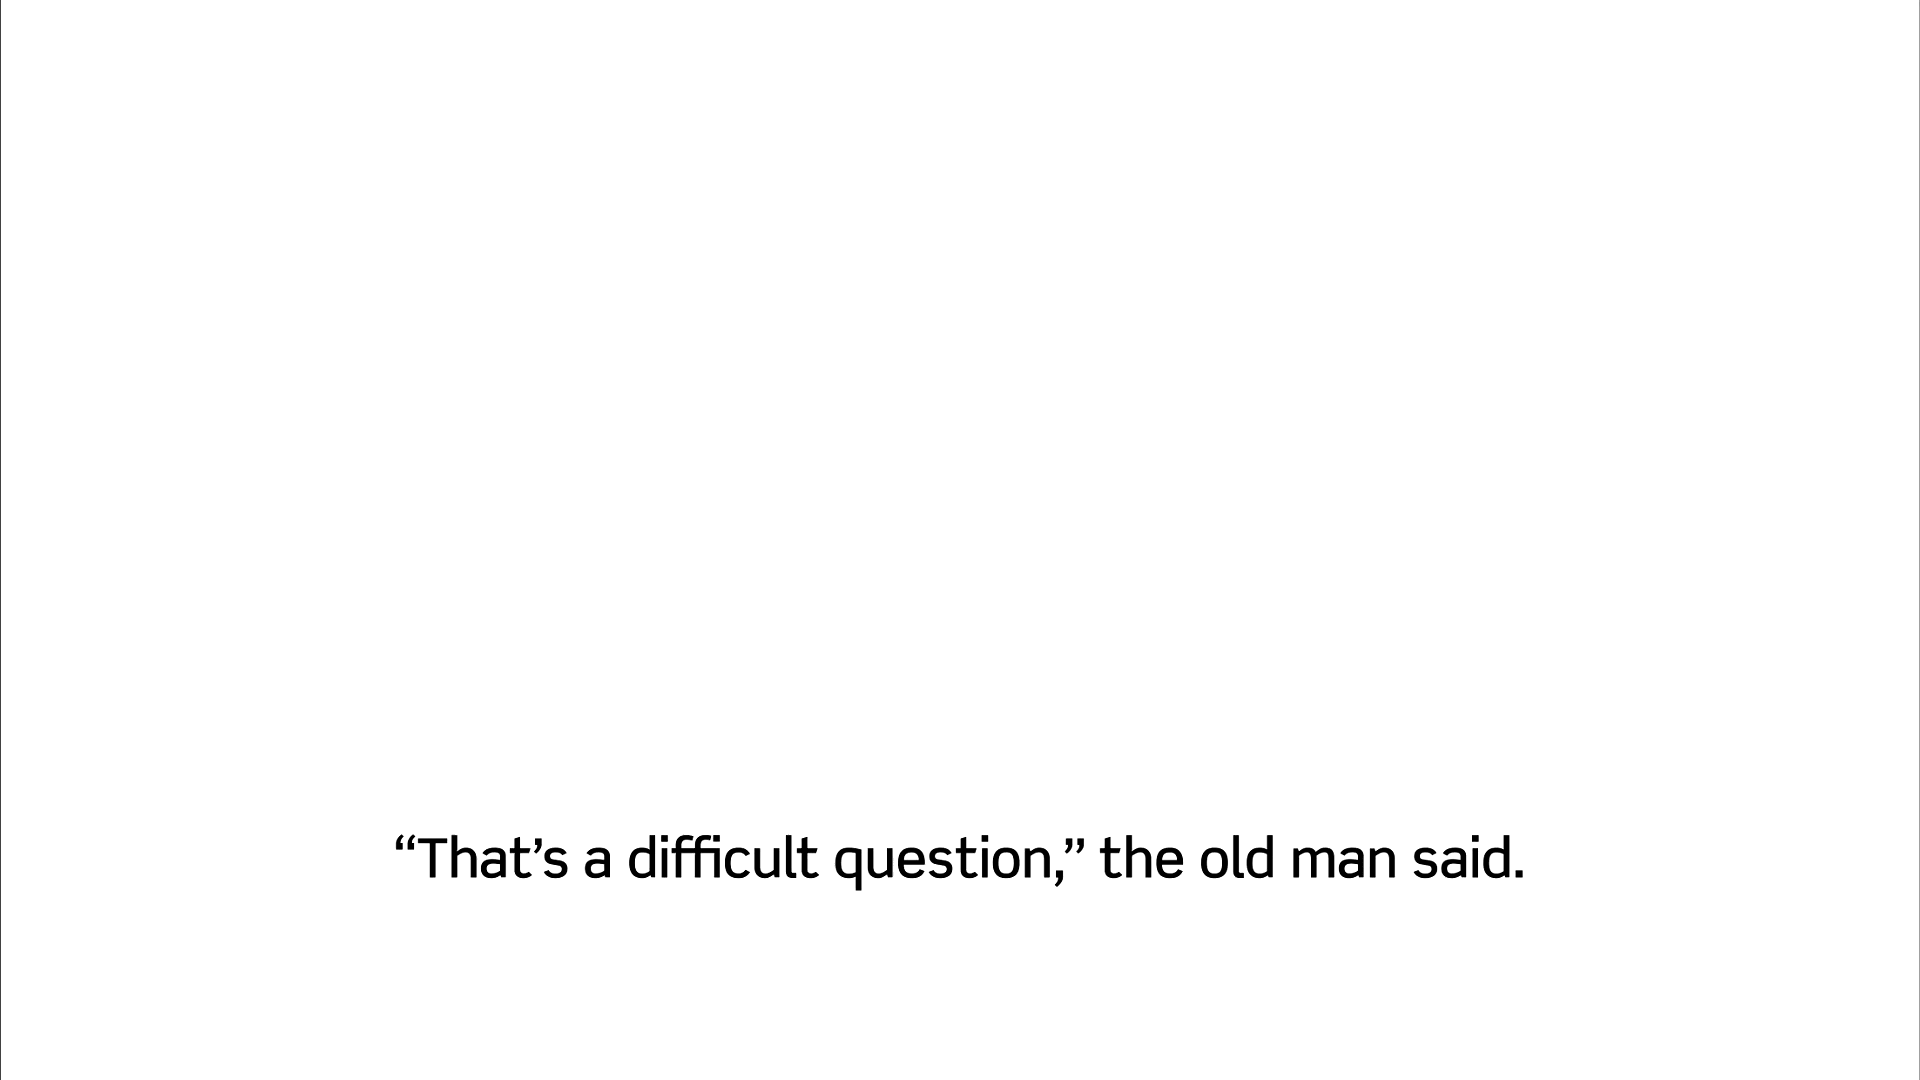 “That’s a difficult question,” the old man said.